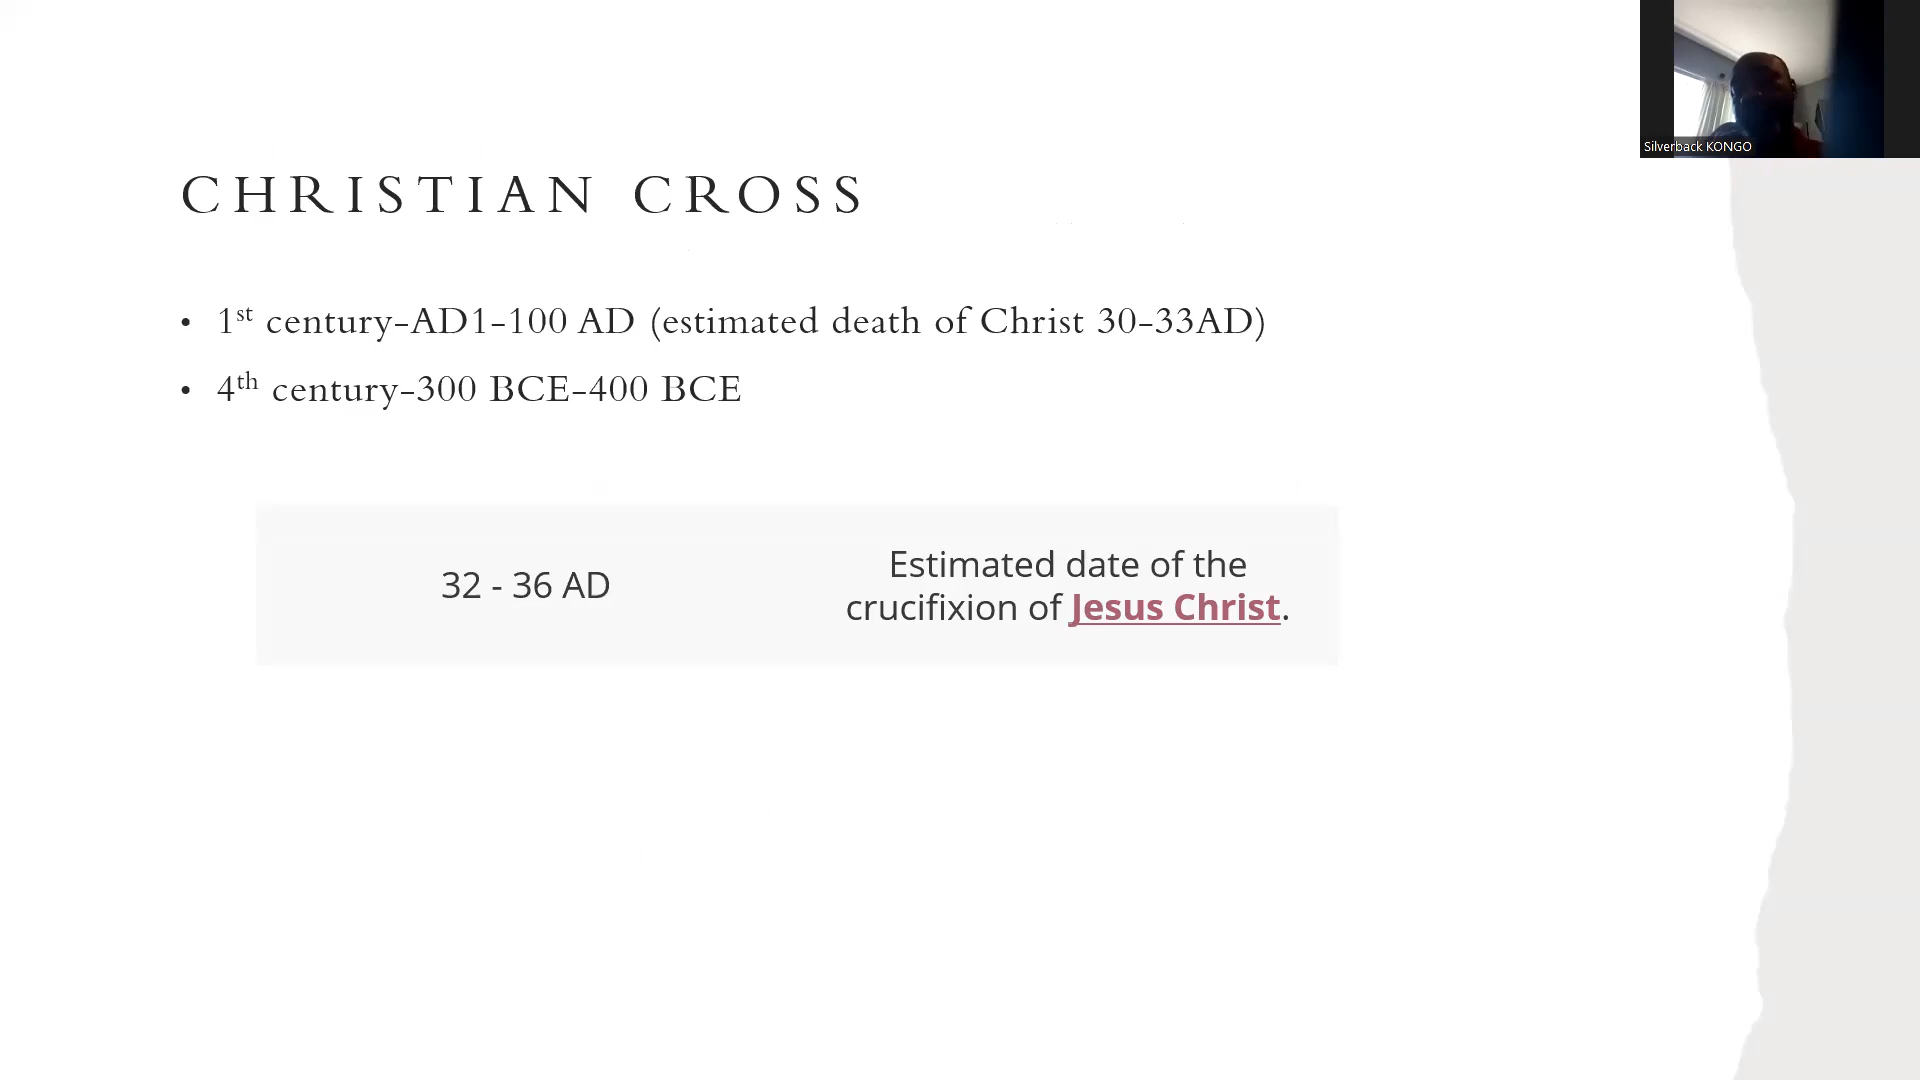 Silverback KONGO
CHRISTIAN CROSS
• 1st century-AD1-100 AD (estimated death of Christ 30-33AD)
• 4th century-300 BCE-400 BCE
32 - 36 AD
Estimated date of the
crucifixion of Jesus Christ.